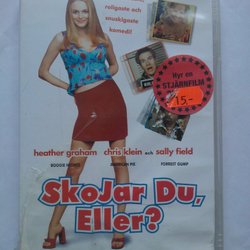 roligaste och
snuskigaste
komedi!
Hyr en
STJÄRNFILM
15:-
heather graham chris klein och sally field
BOOGIE NIGHTS AMERICAN PIE FORREST GUMP
SKOJAR DU,
ELLER?